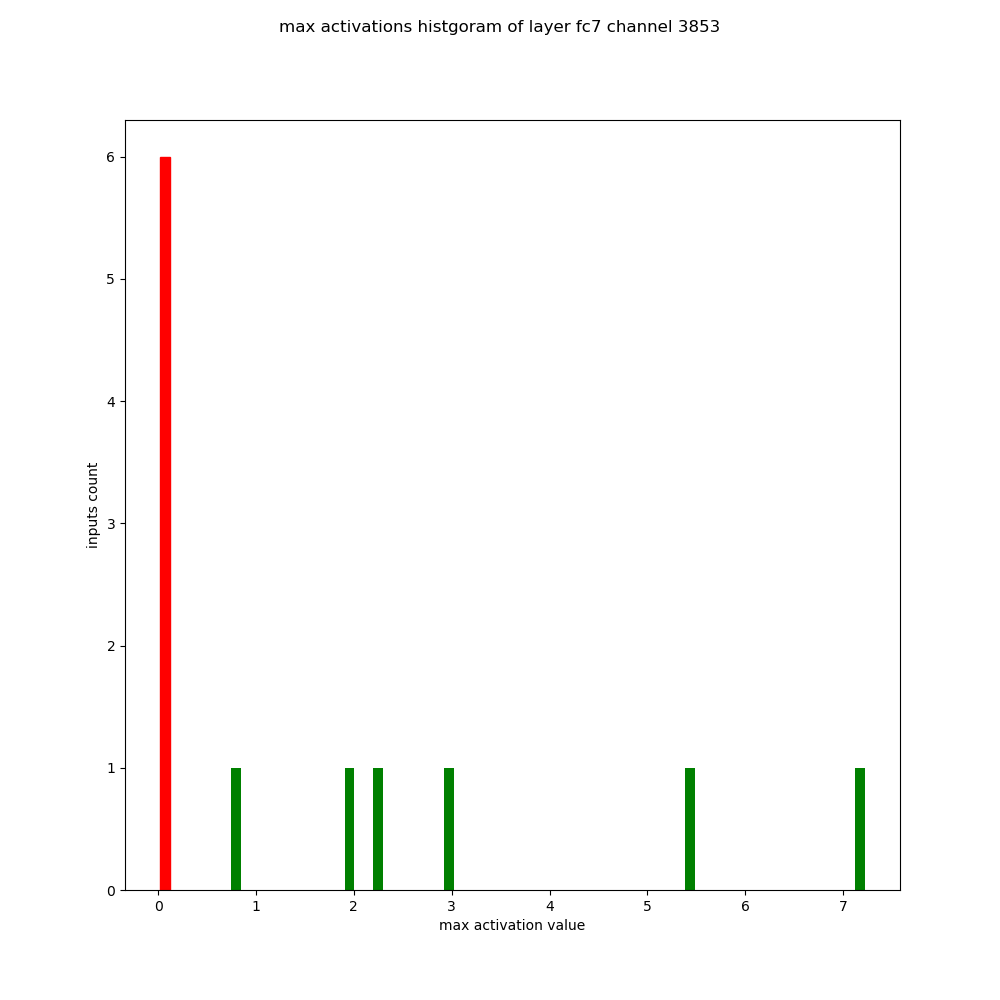 max activations histgoram of layer fc7 channel 3853
6
5
4
3
2
1
0
inputs count
0 1 2 3 4 5 6 7
max activation value